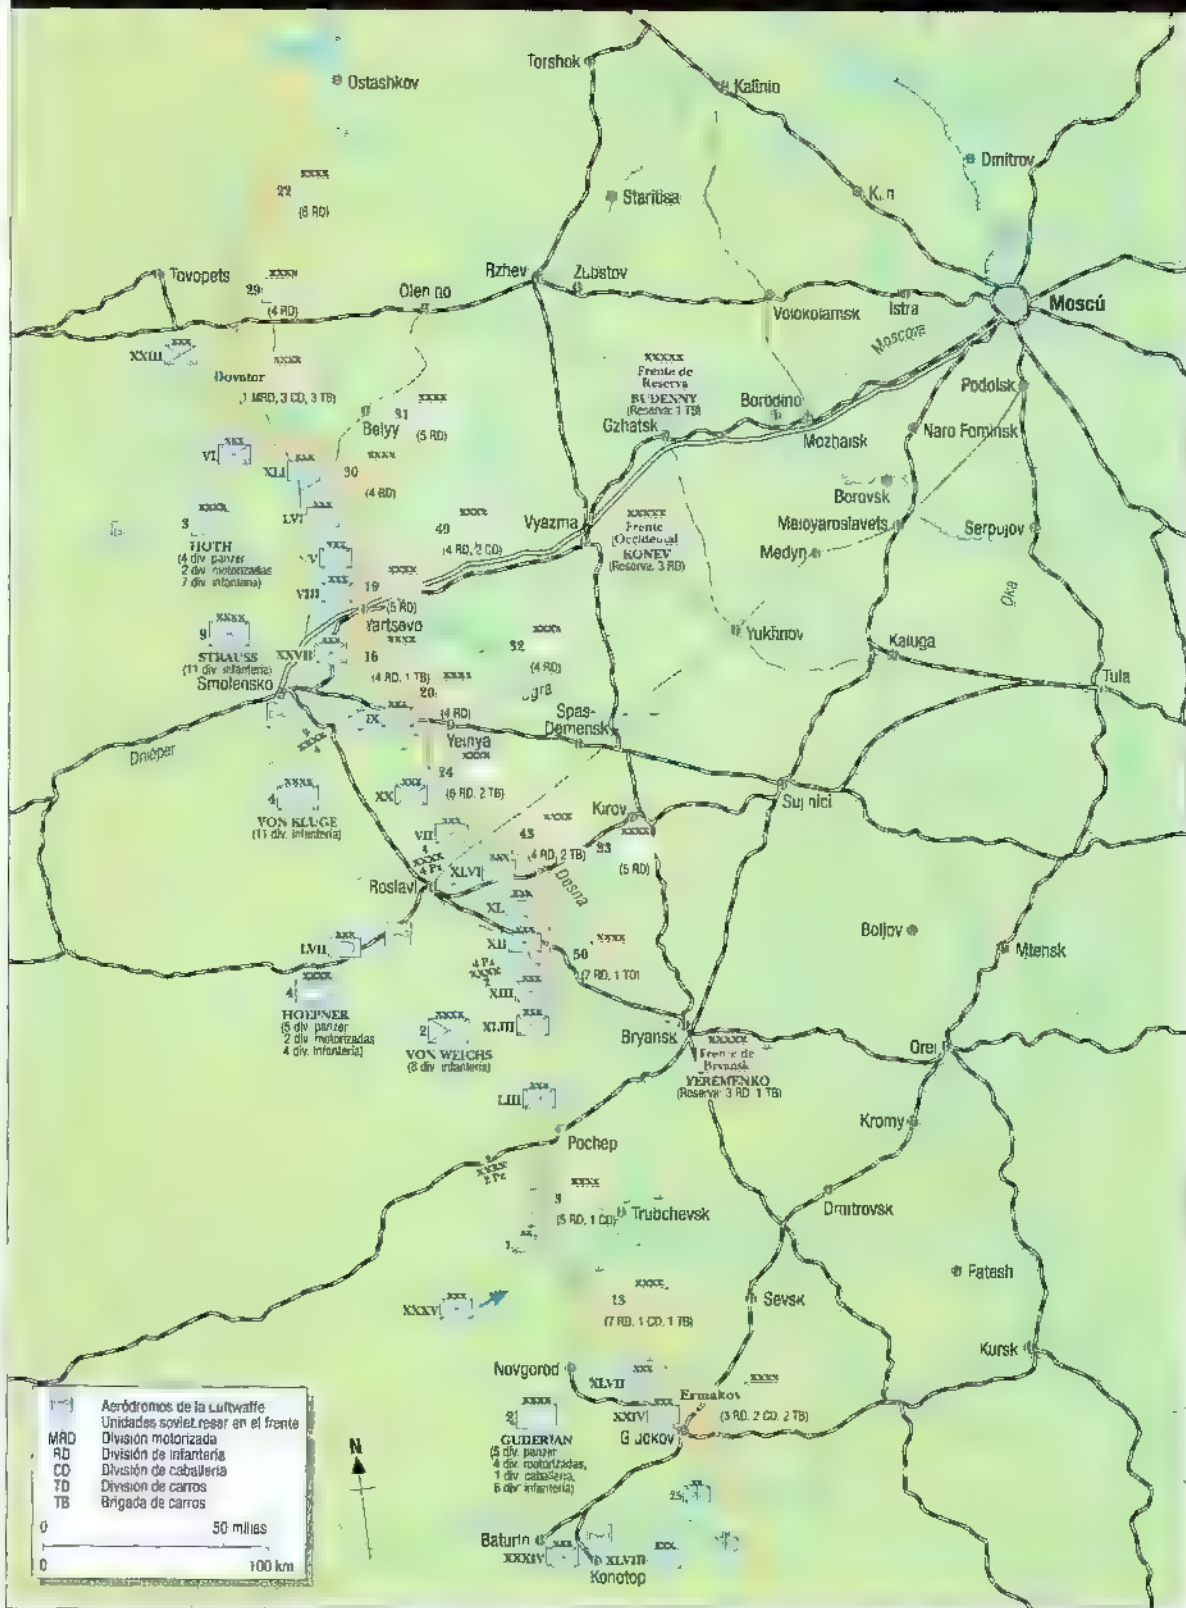 Torshok
Ostashkov
Kalinin
Dmitrov
22
(6 RD)
Staritisa
Tovopets
29
(4 RD)
Rzhev
Zubstov
Volokolamsk
Istra
Moscú
Moscova
XXIII
Dovator
1 MRD, 3 CD, 3 TB)
Frente de
Reserva
BUDENNY
(Reserva: 1 TB)
Podolsk
Borodino
Gzhatsk
Mozhaisk
Naro Fominsk
31
Belyy
(5 RD)
VI
XLI
30
(4 RD)
LVI
Borovsk
3
HOTH
(4 div. panzer
2 div. motorizadas
7 div. infantería)
49
(4 RD, 2 CD)
Vyazma
Frente
Occidental
KONEV
(Reserva: 3 RD)
Maloyaroslavets
Serpujov
Medyn
V
VIII
19
(5 RD)
Yartsevo
Oka
9
STRAUSS
(11 div. infantería)
XXVII
16
(4 RD, 1 TB)
32
(4 RD)
Yukhnov
Kaluga
Smolensko
20
(4 RD)
Tula
IX
Yelnya
Spas-
Demensk
Dniéper
24
(6 RD, 2 TB)
4
VON KLUGE
(11 div. infantería)
XX
VII
43
(4 RD, 2 TB)
Kirov
33
(5 RD)
4 Pz
XLVI
Roslavl
Desna
XL
Boljov
Mtensk
LVII
XII
50
4
HOEPNER
(5 div. panzer
2 div. motorizadas
4 div. infantería)
XIII
2
VON WEICHS
(8 div. infantería)
XLIII
Bryansk
Frente de
Bryansk
YEREMENKO
(Reserva: 3 RD, 1 TB)
Orel
LIII
Kromy
Pochep
2 Pz
3
(5 RD, 1 CD)
Trubchevsk
Dmitrovsk
Fatesh
XXXV
13
(7 RD, 1 CD, 1 TB)
Sevsk
Kursk
Novgorod
XLVII
Ermakov
(3 RD, 2 CD, 2 TB)
2
GUDERIAN
(5 div. panzer
4 div. motorizadas,
1 div. caballería,
6 div. infantería)
XXIV
Baturin
XXXIV
XLVIII
Konotop
Aeródromos de la Luftwaffe
MRD División motorizada
RD División de infantería
CD División de caballería
TD División de carros
TB Brigada de carros
0 50 millas
0 100 km
N